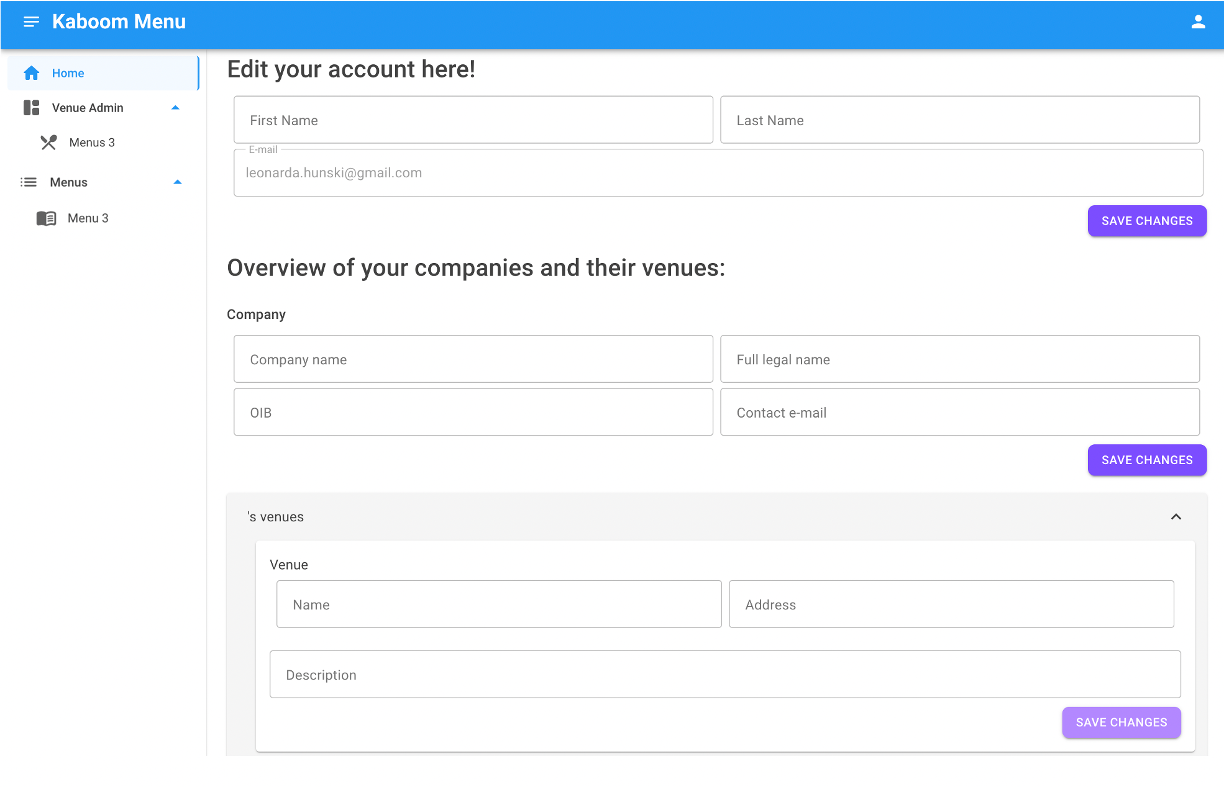 Kaboom Menu
Home
Venue Admin
Menus 3
Menus
Menu 3
Edit your account here!
First Name
Last Name
E-mail
leonarda.hunski@gmail.com
SAVE CHANGES
Overview of your companies and their venues:
Company
Company name
Full legal name
OIB
Contact e-mail
SAVE CHANGES
's venues
Venue
Name
Address
Description
SAVE CHANGES